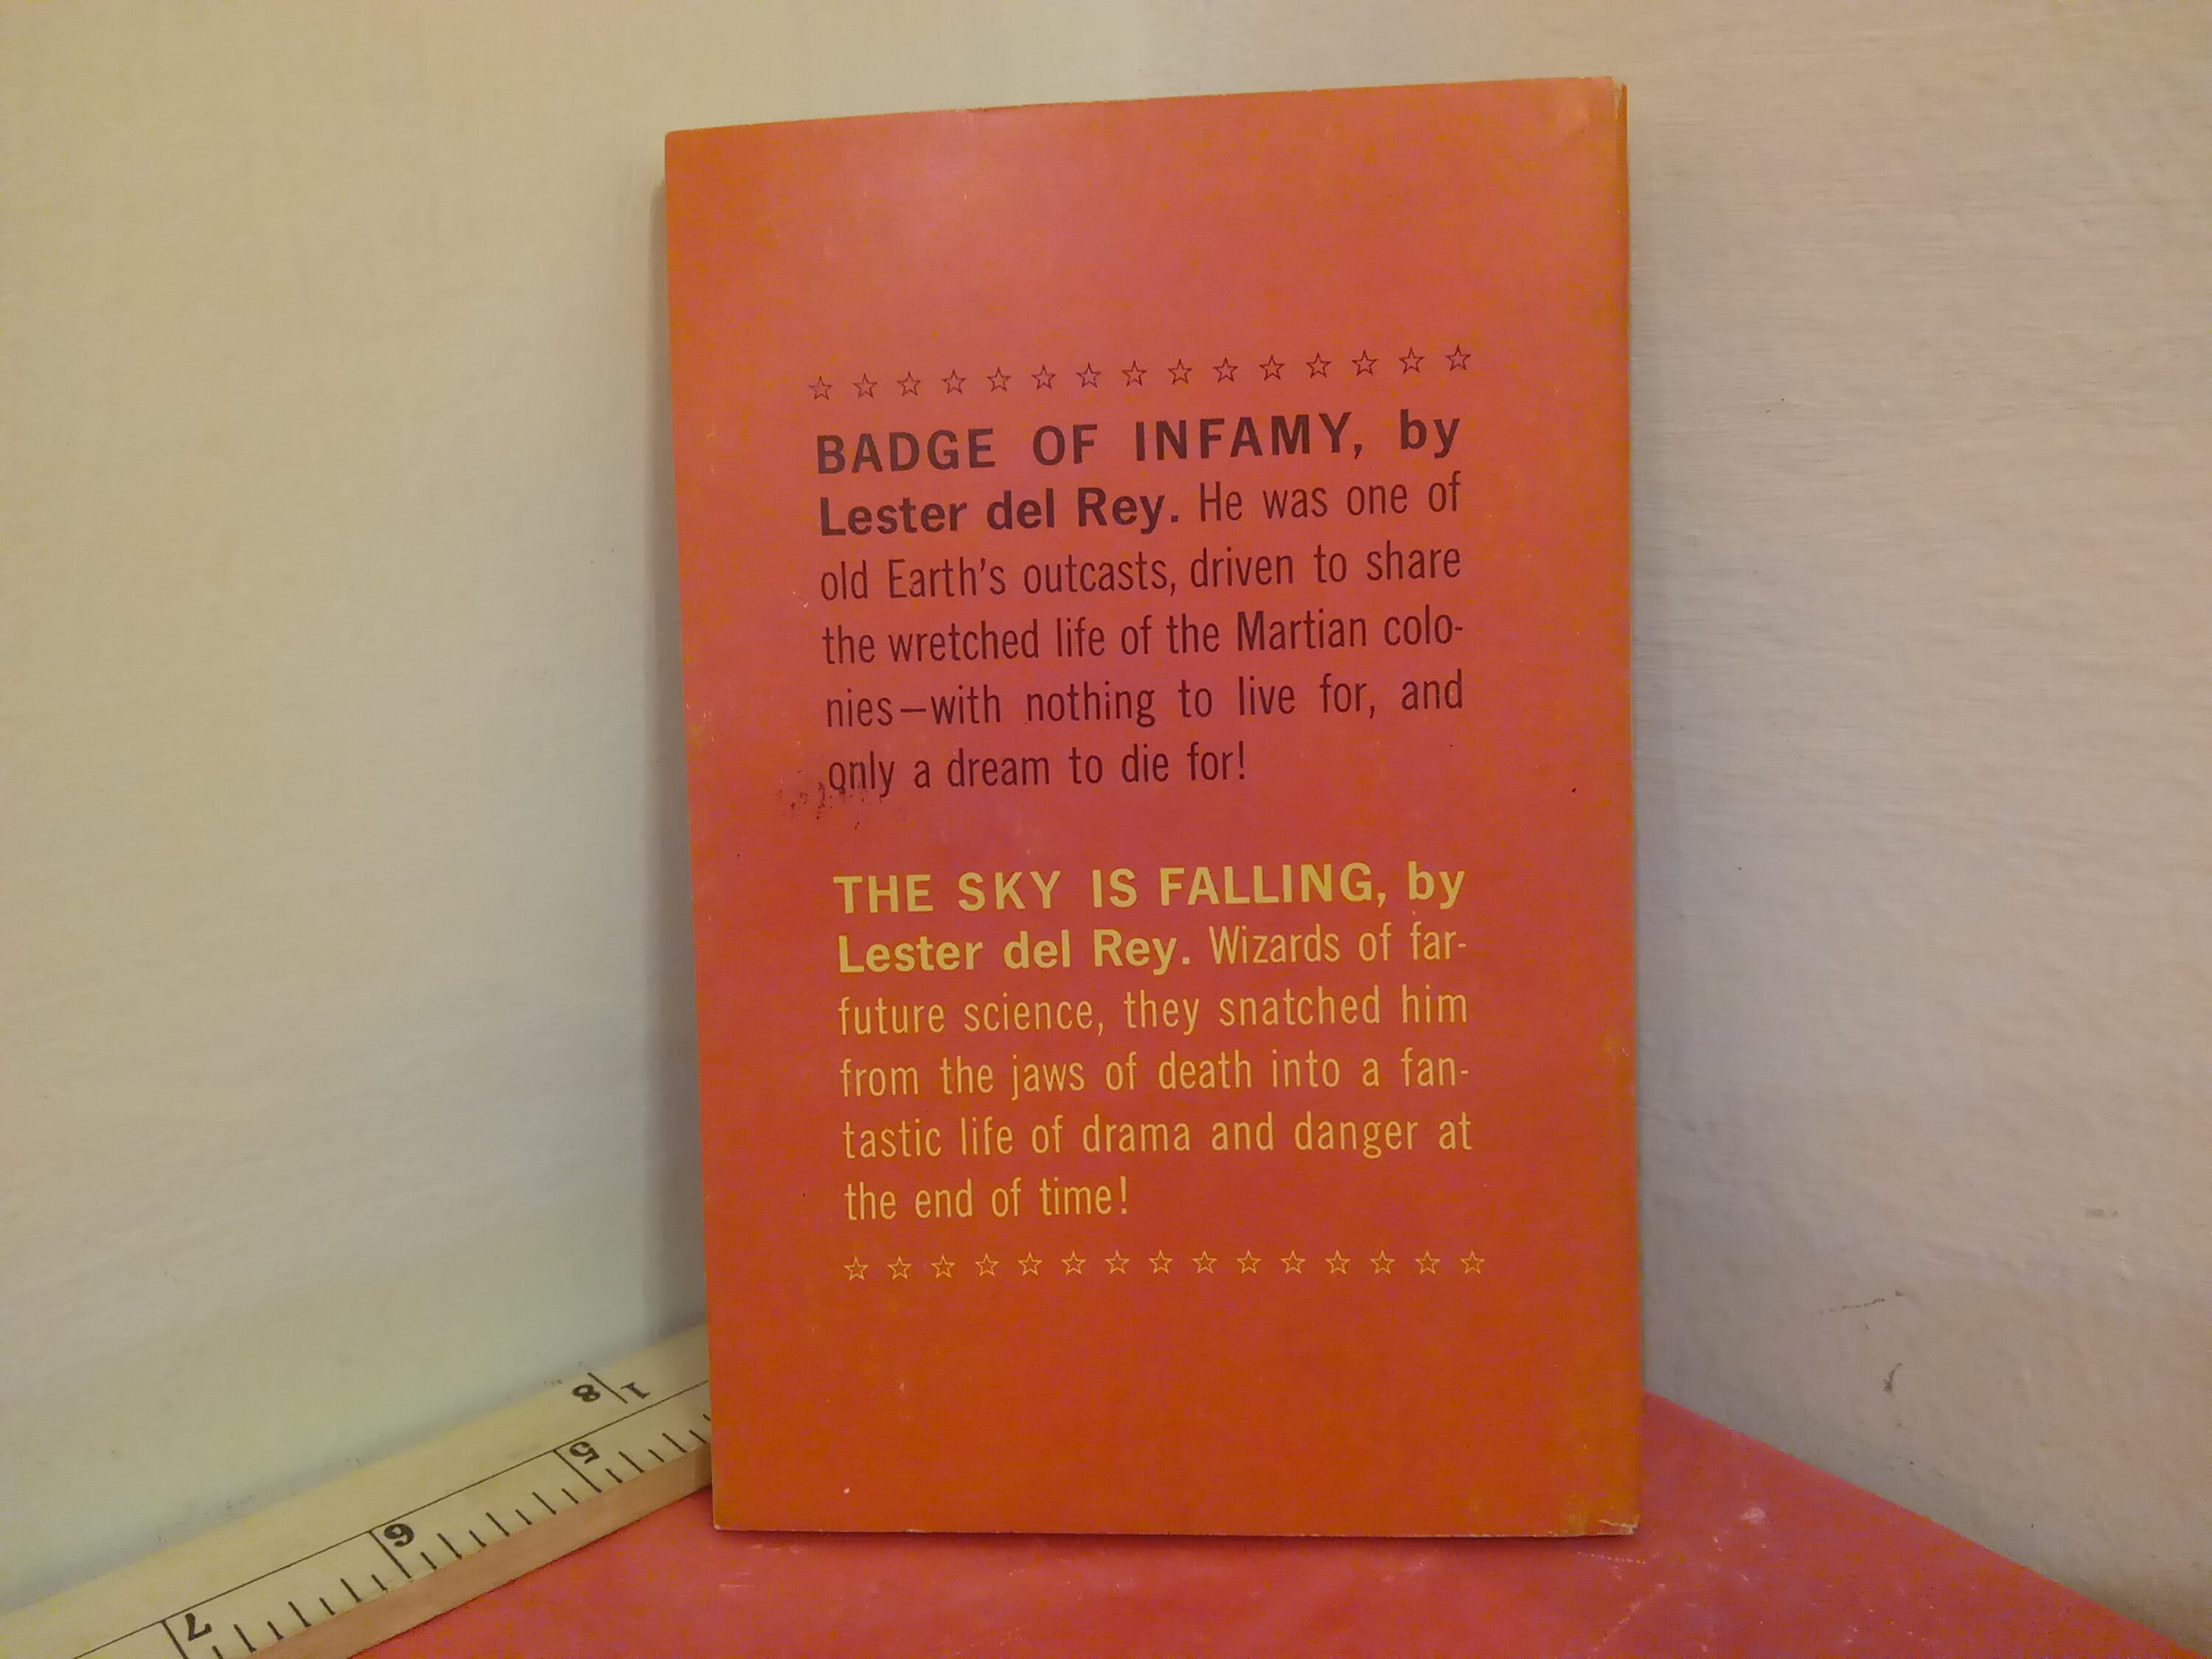 ☆ ☆ ☆ ☆ ☆ ☆ ☆ ☆ ☆ ☆ ☆ ☆ ☆ ☆ ☆
BADGE OF INFAMY, by
Lester del Rey. He was one of
old Earth's outcasts, driven to share
the wretched life of the Martian colo-
nies—with nothing to live for, and
only a dream to die for!
THE SKY IS FALLING, by
Lester del Rey. Wizards of far-
future science, they snatched him
from the jaws of death into a fan-
tastic life of drama and danger at
the end of time!
☆ ☆ ☆ ☆ ☆ ☆ ☆ ☆ ☆ ☆ ☆ ☆ ☆ ☆ ☆
8 1
5
6
7